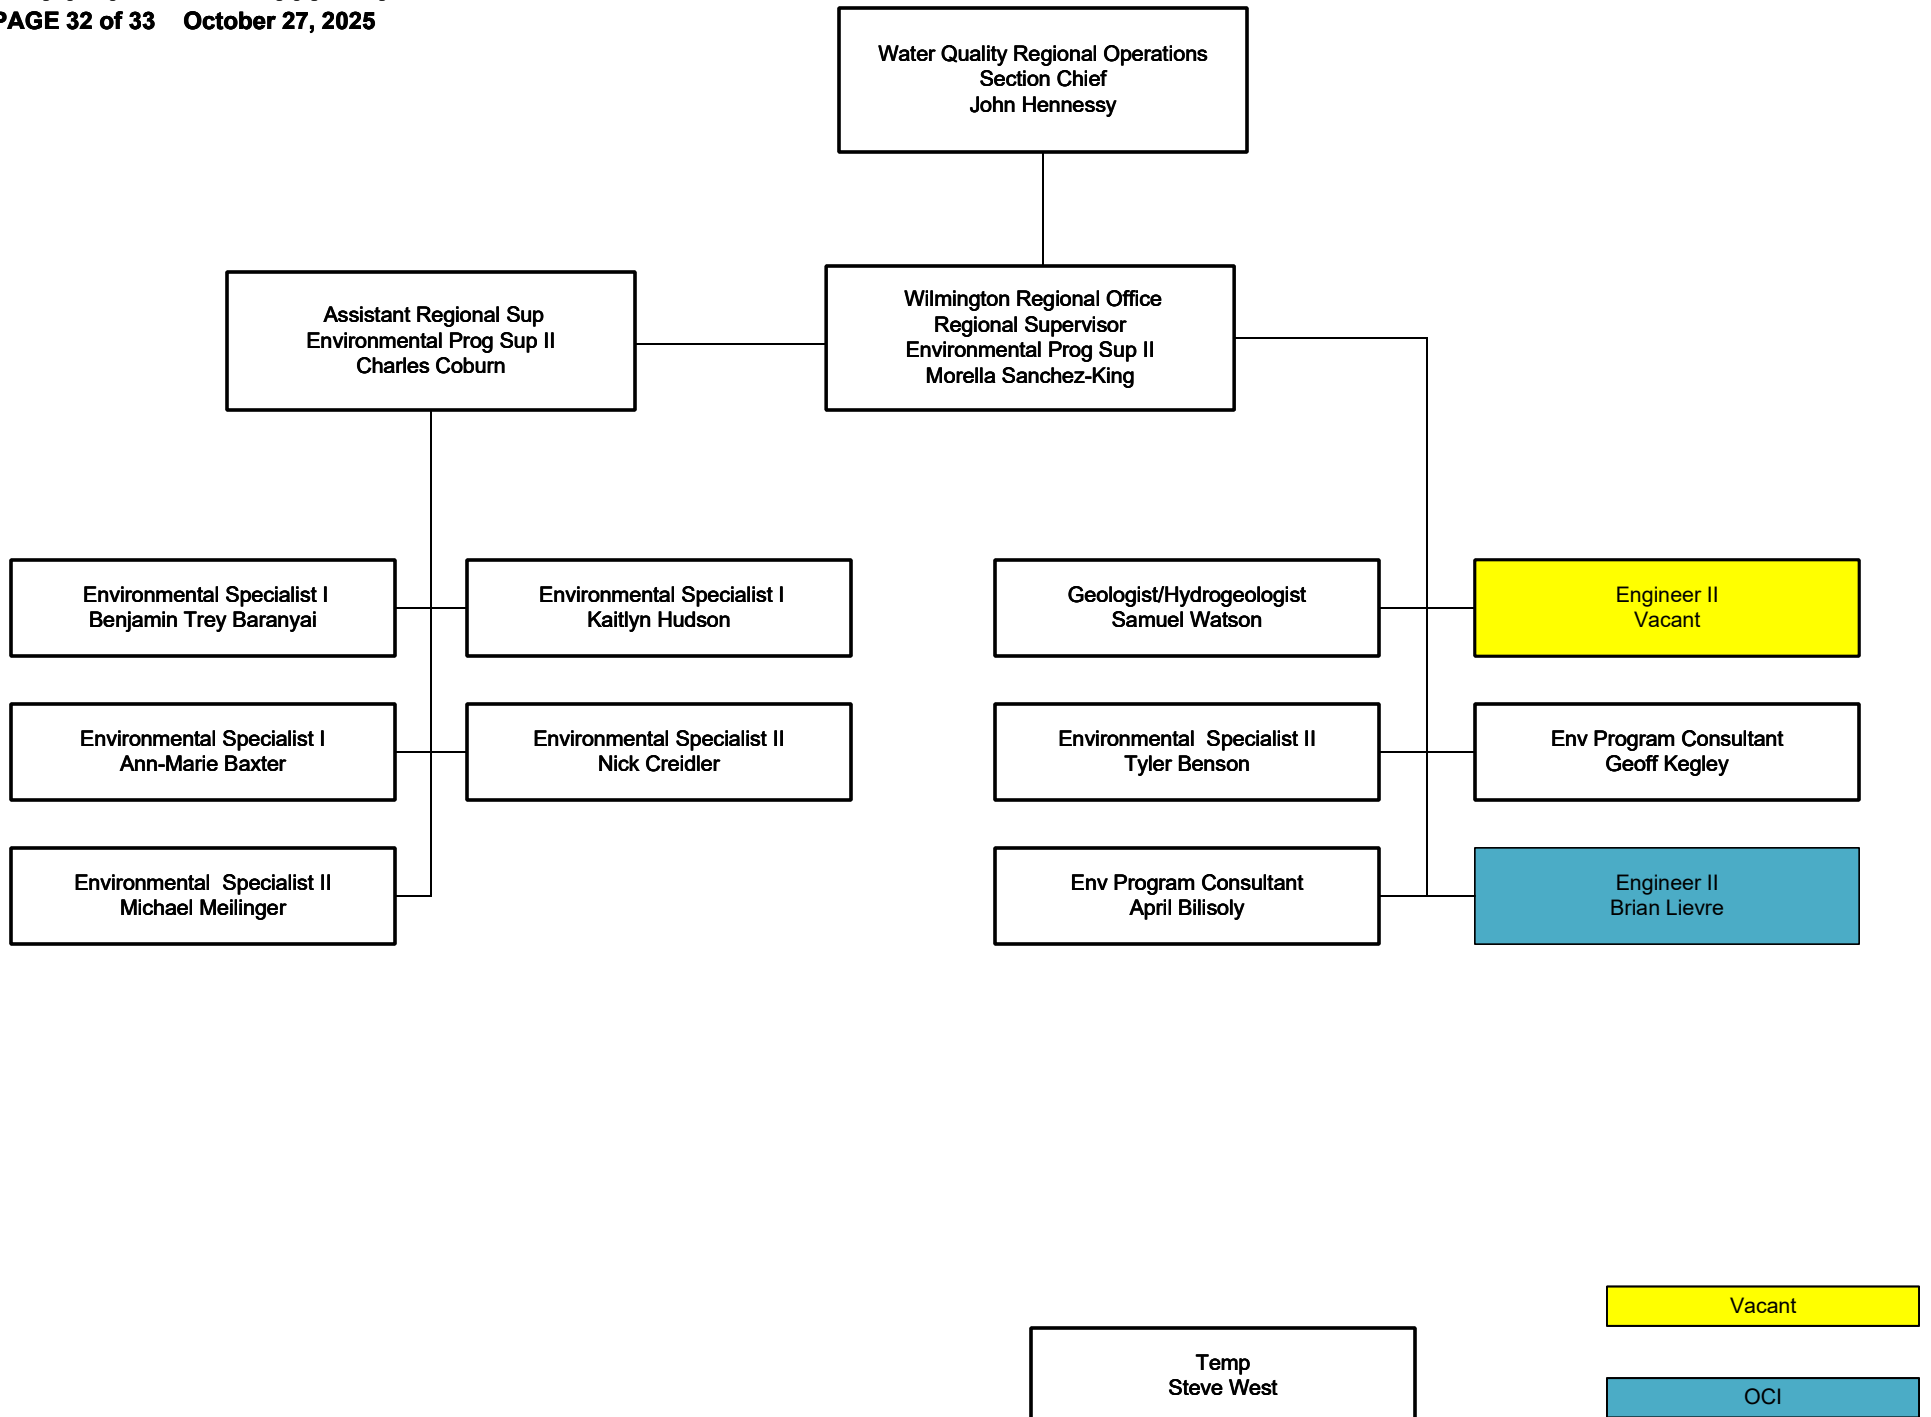 PAGE 32 of 33    October 27, 2025
Water Quality Regional Operations
Section Chief
John Hennessy
Assistant Regional Sup
Environmental Prog Sup II
Charles Coburn
Wilmington Regional Office
Regional Supervisor
Environmental Prog Sup II
Morella Sanchez-King
Environmental Specialist I
Benjamin Trey Baranyai
Environmental Specialist I
Kaitlyn Hudson
Geologist/Hydrogeologist
Samuel Watson
Engineer II
Vacant
Environmental Specialist I
Ann-Marie Baxter
Environmental Specialist II
Nick Creidler
Environmental  Specialist II
Tyler Benson
Env Program Consultant
Geoff Kegley
Environmental  Specialist II
Michael Meilinger
Env Program Consultant
April Bilisoly
Engineer II
Brian Lievre
Vacant
Temp
Steve West
OCI